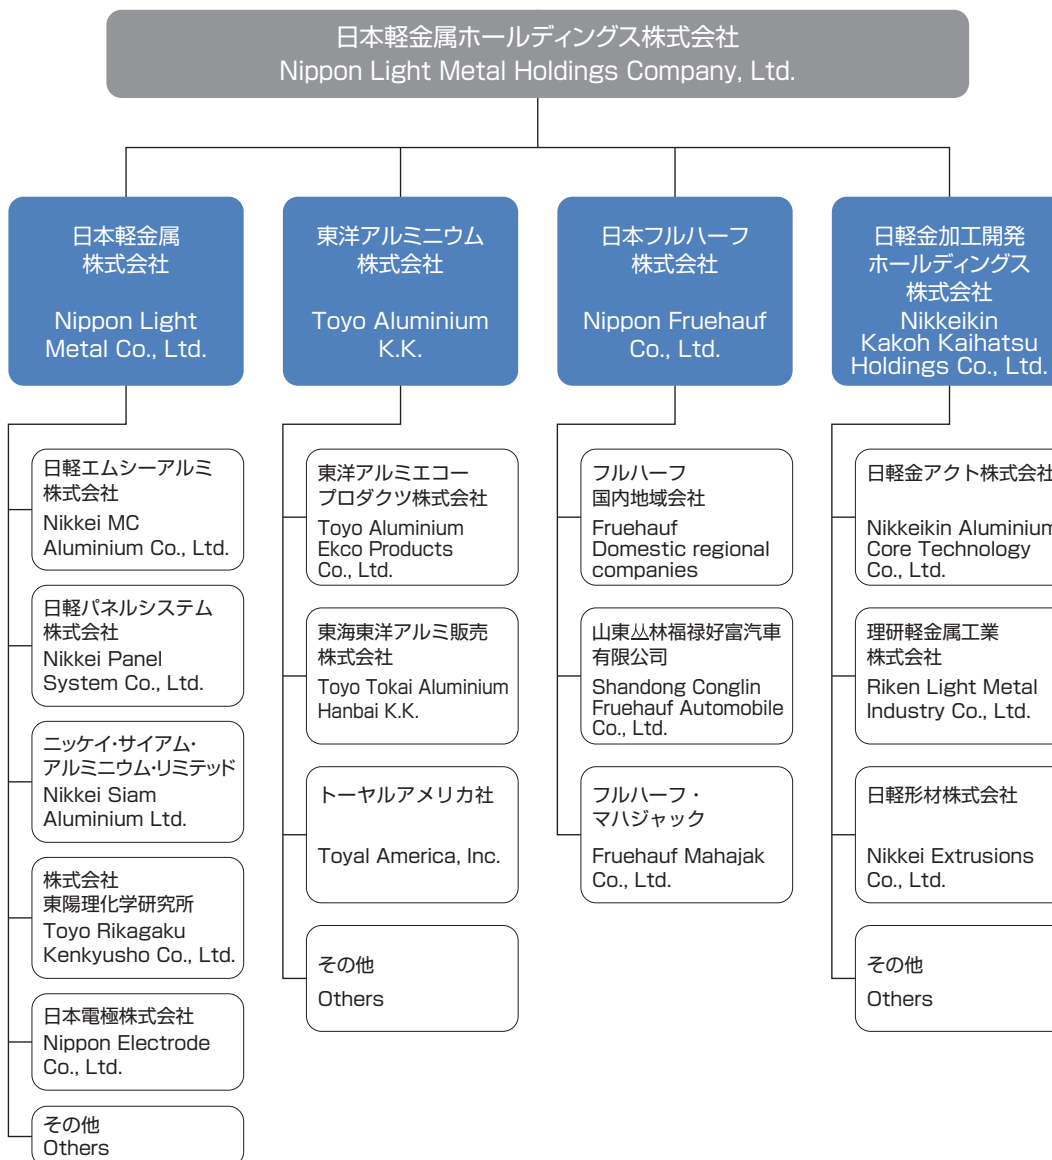 日本軽金属ホールディングス株式会社
Nippon Light Metal Holdings Company, Ltd.
日本軽金属
株式会社
Nippon Light
Metal Co., Ltd.
日軽エムシーアルミ
株式会社
Nikkei MC
Aluminium Co., Ltd.
日軽パネルシステム
株式会社
Nikkei Panel
System Co., Ltd.
ニッケイ・サイアム・
アルミニウム・リミテッド
Nikkei Siam
Aluminium Ltd.
株式会社
東陽理化学研究所
Toyo Rikagaku
Kenkyusho Co., Ltd.
日本電極株式会社
Nippon Electrode
Co., Ltd.
その他
Others
東洋アルミニウム
株式会社
Toyo Aluminium
K.K.
東洋アルミエコー
プロダクツ株式会社
Toyo Aluminium
Ekco Products
Co., Ltd.
東海東洋アルミ販売
株式会社
Toyo Tokai Aluminium
Hanbai K.K.
トーヤルアメリカ社
Toyal America, Inc.
その他
Others
日本フルハーフ
株式会社
Nippon Fruehauf
Co., Ltd.
フルハーフ
国内地域会社
Fruehauf
Domestic regional
companies
山東丛林福禄好富汽車
有限公司
Shandong Conglin
Fruehauf Automobile
Co., Ltd.
フルハーフ・
マハジャック
Fruehauf Mahajak
Co., Ltd.
日軽金加工開発
ホールディングス
株式会社
Nikkeikin
Kakoh Kaihatsu
Holdings Co., Ltd.
日軽金アクト株式会社
Nikkeikin Aluminium
Core Technology
Co., Ltd.
理研軽金属工業
株式会社
Riken Light Metal
Industry Co., Ltd.
日軽形材株式会社
Nikkei Extrusions
Co., Ltd.
その他
Others